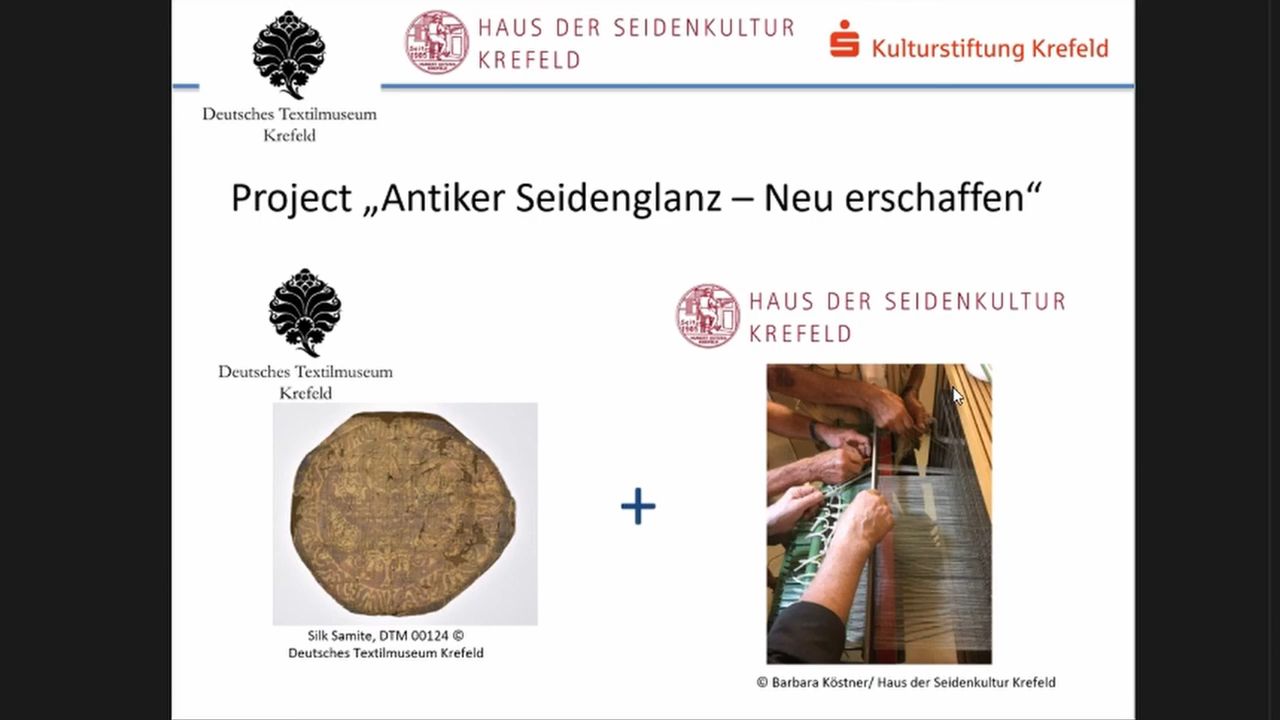 HAUS DER SEIDENKULTUR
KREFELD
Kulturstiftung Krefeld
Deutsches Textilmuseum
Krefeld
Project „Antiker Seidenglanz – Neu erschaffen“
HAUS DER SEIDENKULTUR
KREFELD
Deutsches Textilmuseum
Krefeld
Silk Samite, DTM 00124 ©
Deutsches Textilmuseum Krefeld
© Barbara Köstner/ Haus der Seidenkultur Krefeld